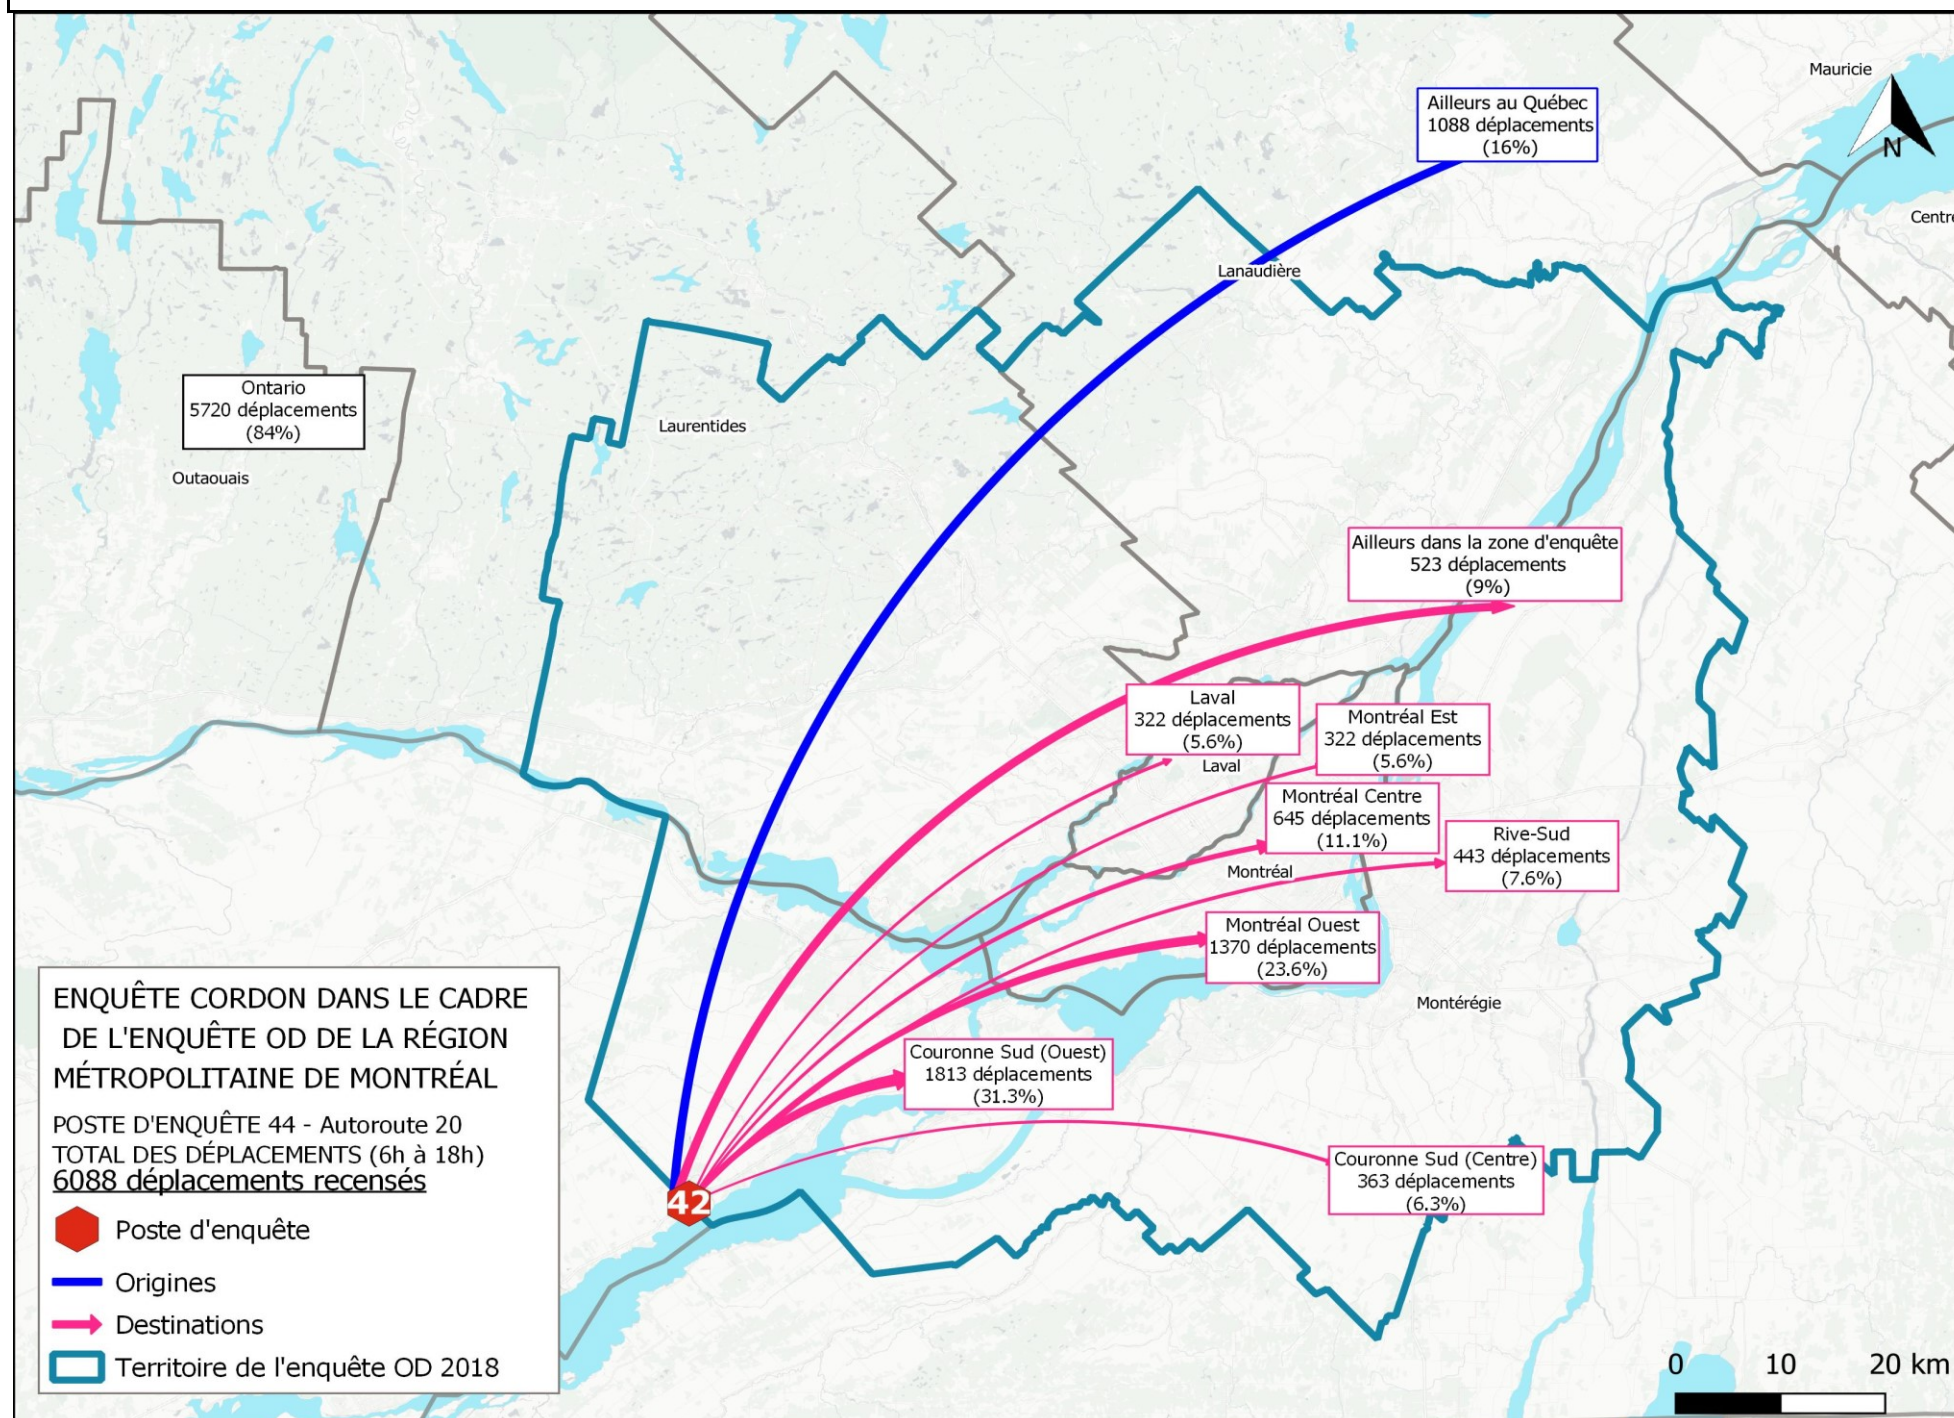 Mauricie
Ailleurs au Québec
1088 déplacements
(16%)
N
Centre
Lanaudière
Ontario
5720 déplacements
(84%)
Laurentides
Outaouais
Ailleurs dans la zone d'enquête
523 déplacements
(9%)
Laval
322 déplacements
(5.6%)
Montréal Est
322 déplacements
(5.6%)
Laval
Montréal Centre
645 déplacements
(11.1%)
Rive-Sud
443 déplacements
(7.6%)
Montréal
Montréal Ouest
1370 déplacements
(23.6%)
Montérégie
Couronne Sud (Ouest)
1813 déplacements
(31.3%)
Couronne Sud (Centre)
363 déplacements
(6.3%)
42
ENQUÊTE CORDON DANS LE CADRE
DE L'ENQUÊTE OD DE LA RÉGION
MÉTROPOLITAINE DE MONTRÉAL
POSTE D'ENQUÊTE 44 - Autoroute 20
TOTAL DES DÉPLACEMENTS (6h à 18h)
6088 déplacements recensés
Poste d'enquête
Origines
Destinations
Territoire de l'enquête OD 2018
0 10 20 km